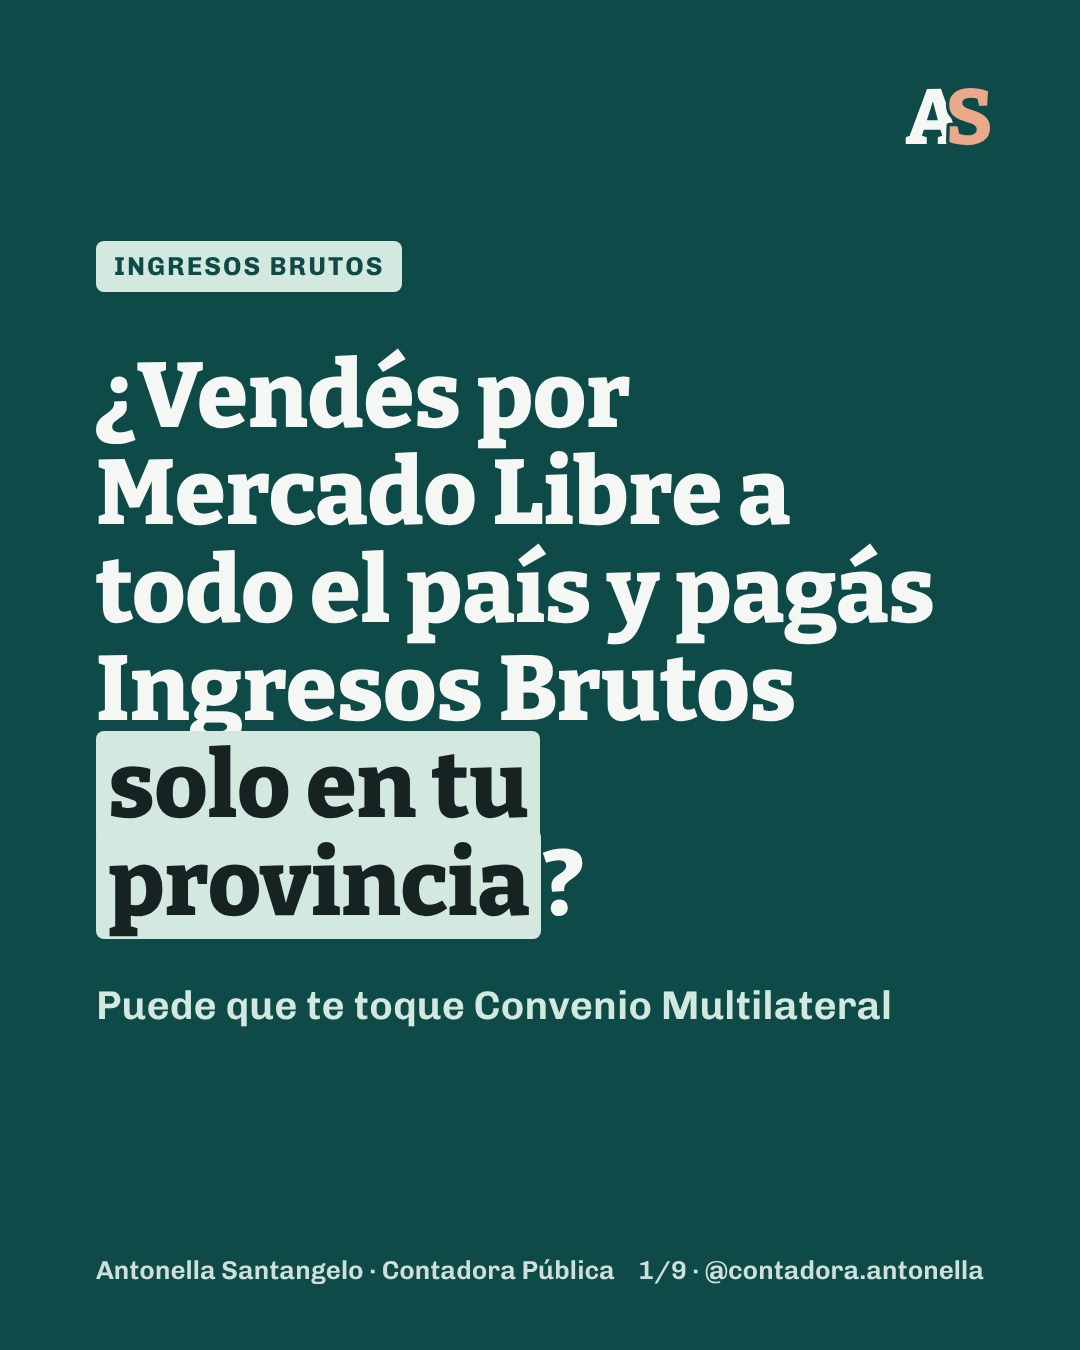 AS
INGRESOS BRUTOS
¿Vendés por
Mercado Libre a
todo el país y pagás
Ingresos Brutos
solo en tu
provincia?
Puede que te toque Convenio Multilateral
Antonella Santangelo · Contadora Pública 1/9 · @contadora.antonella